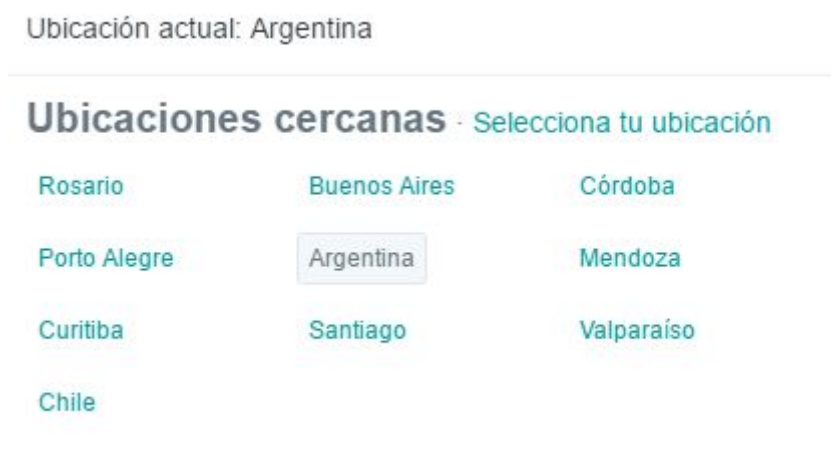 Ubicación actual: Argentina
Ubicaciones cercanas · Selecciona tu ubicación
Rosario Buenos Aires Córdoba
Porto Alegre Argentina Mendoza
Curitiba Santiago Valparaíso
Chile